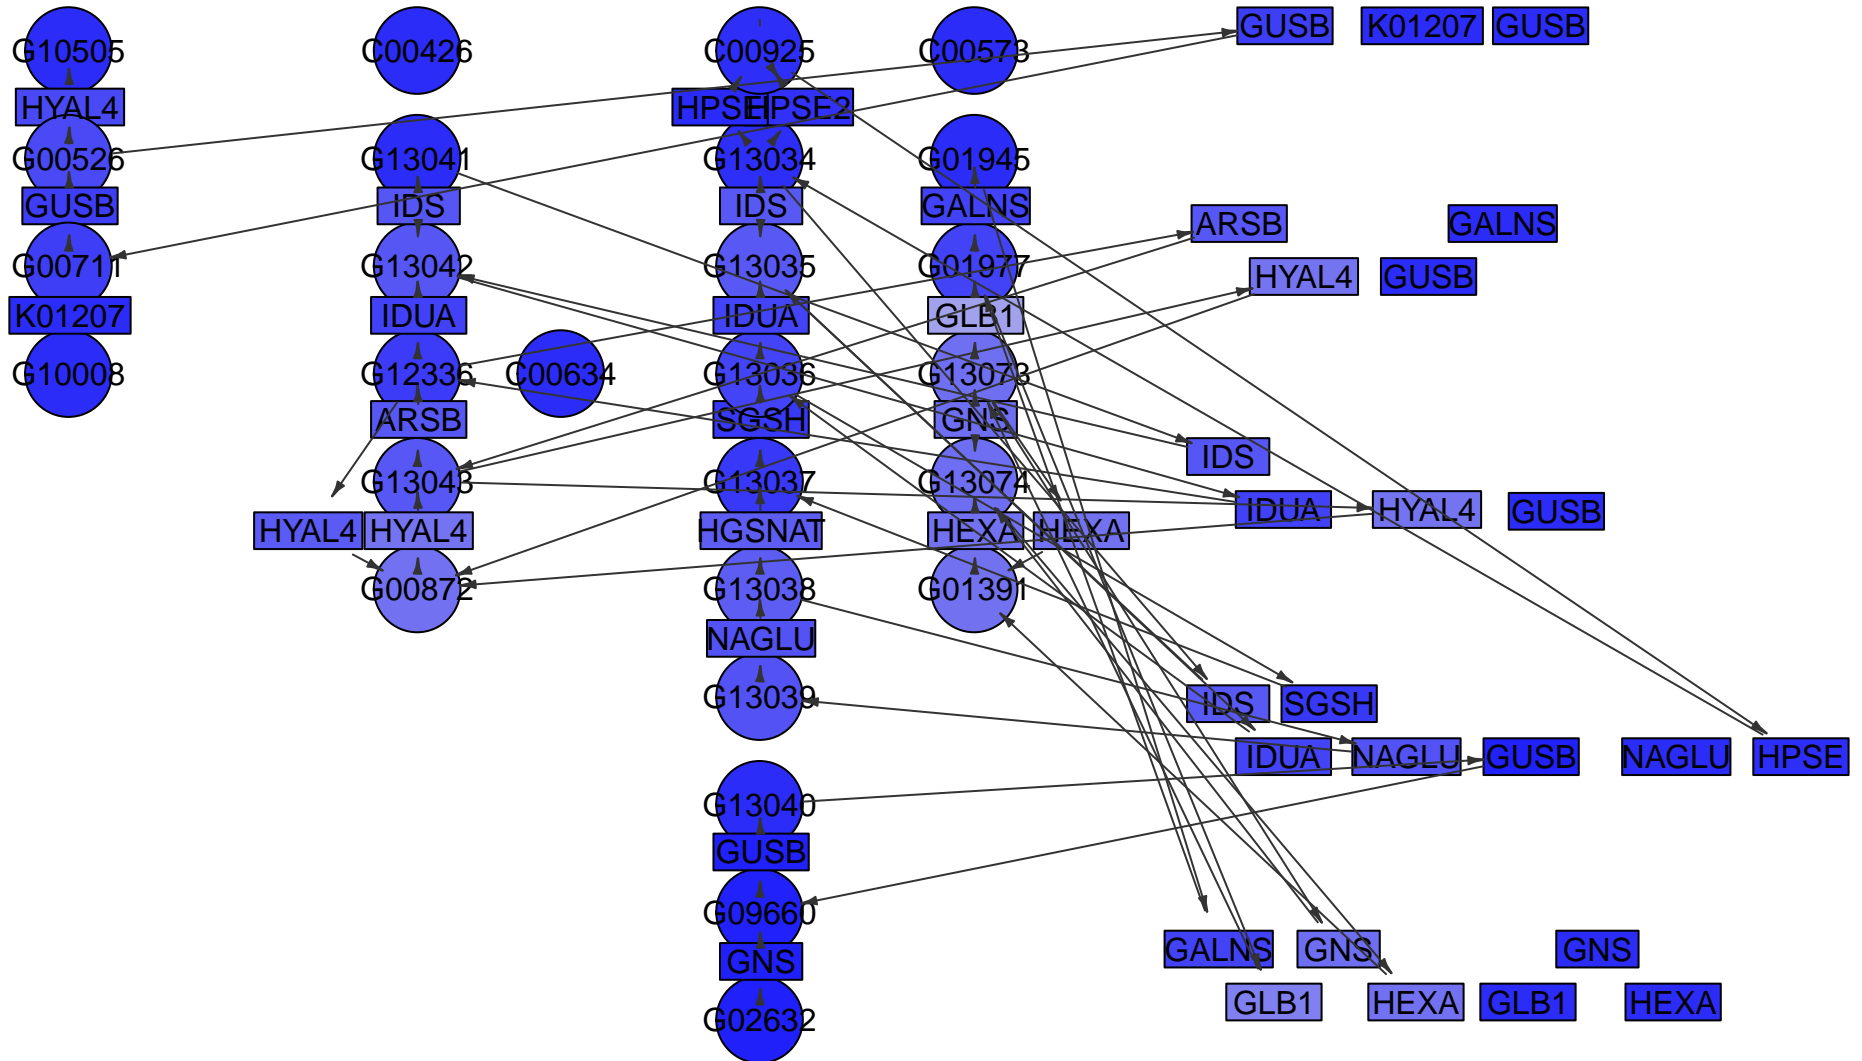 G10505 C00426 C00925 C00573 GUSB K01207 GUSB
HYAL4 HPSE HPSE2
G00526 G13041 G13034 G01945
GUSB IDS IDS GALNS ARSB GALNS
G00711 G13042 G13035 G01977 HYAL4 GUSB
K01207 IDUA IDUA GLB1
G10008 G12336 C00634 G13036 G13073
ARSB SGSH GNS
IDS
G13043 G13037 G13074
IDUA HYAL4 GUSB
HYAL4 HYAL4 HGSNAT HEXA HEXA
G00872 G13038 G01391
NAGLU
G13039 IDS SGSH
IDUA NAGLU GUSB NAGLU HPSE
G13040
GUSB
G09660
GALNS GNS GNS
GNS
GLB1 HEXA GLB1 HEXA
G02632